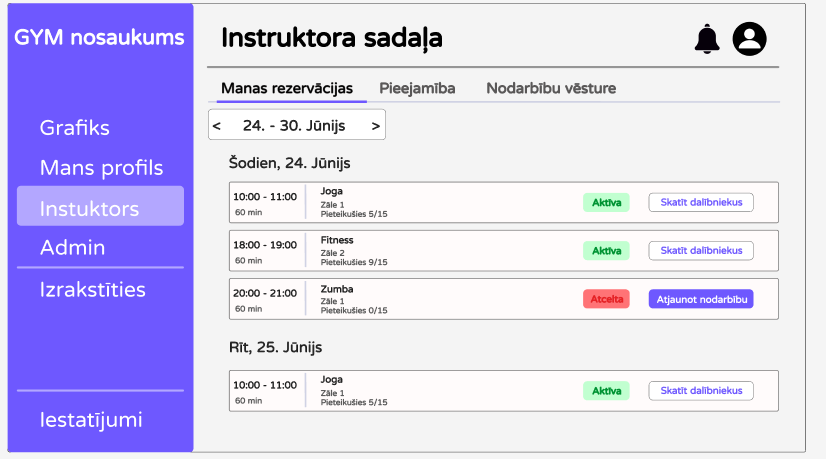 GYM nosaukums
Grafiks
Mans profils
Instuktors
Admin
Izrakstīties
Iestatījumi
Instruktora sadaļa
Manas rezervācijas Pieejamība Nodarbību vēsture
< 24. - 30. Jūnijs >
Šodien, 24. Jūnijs
10:00 - 11:00
60 min
Joga
Zāle 1
Pieteikušies 5/15
Aktīva
Skatīt dalībniekus
18:00 - 19:00
60 min
Fitness
Zāle 2
Pieteikušies 9/15
Aktīva
Skatīt dalībniekus
20:00 - 21:00
60 min
Zumba
Zāle 1
Pieteikušies 0/15
Atcelta
Atjaunot nodarbību
Rīt, 25. Jūnijs
10:00 - 11:00
60 min
Joga
Zāle 1
Pieteikušies 5/15
Aktīva
Skatīt dalībniekus